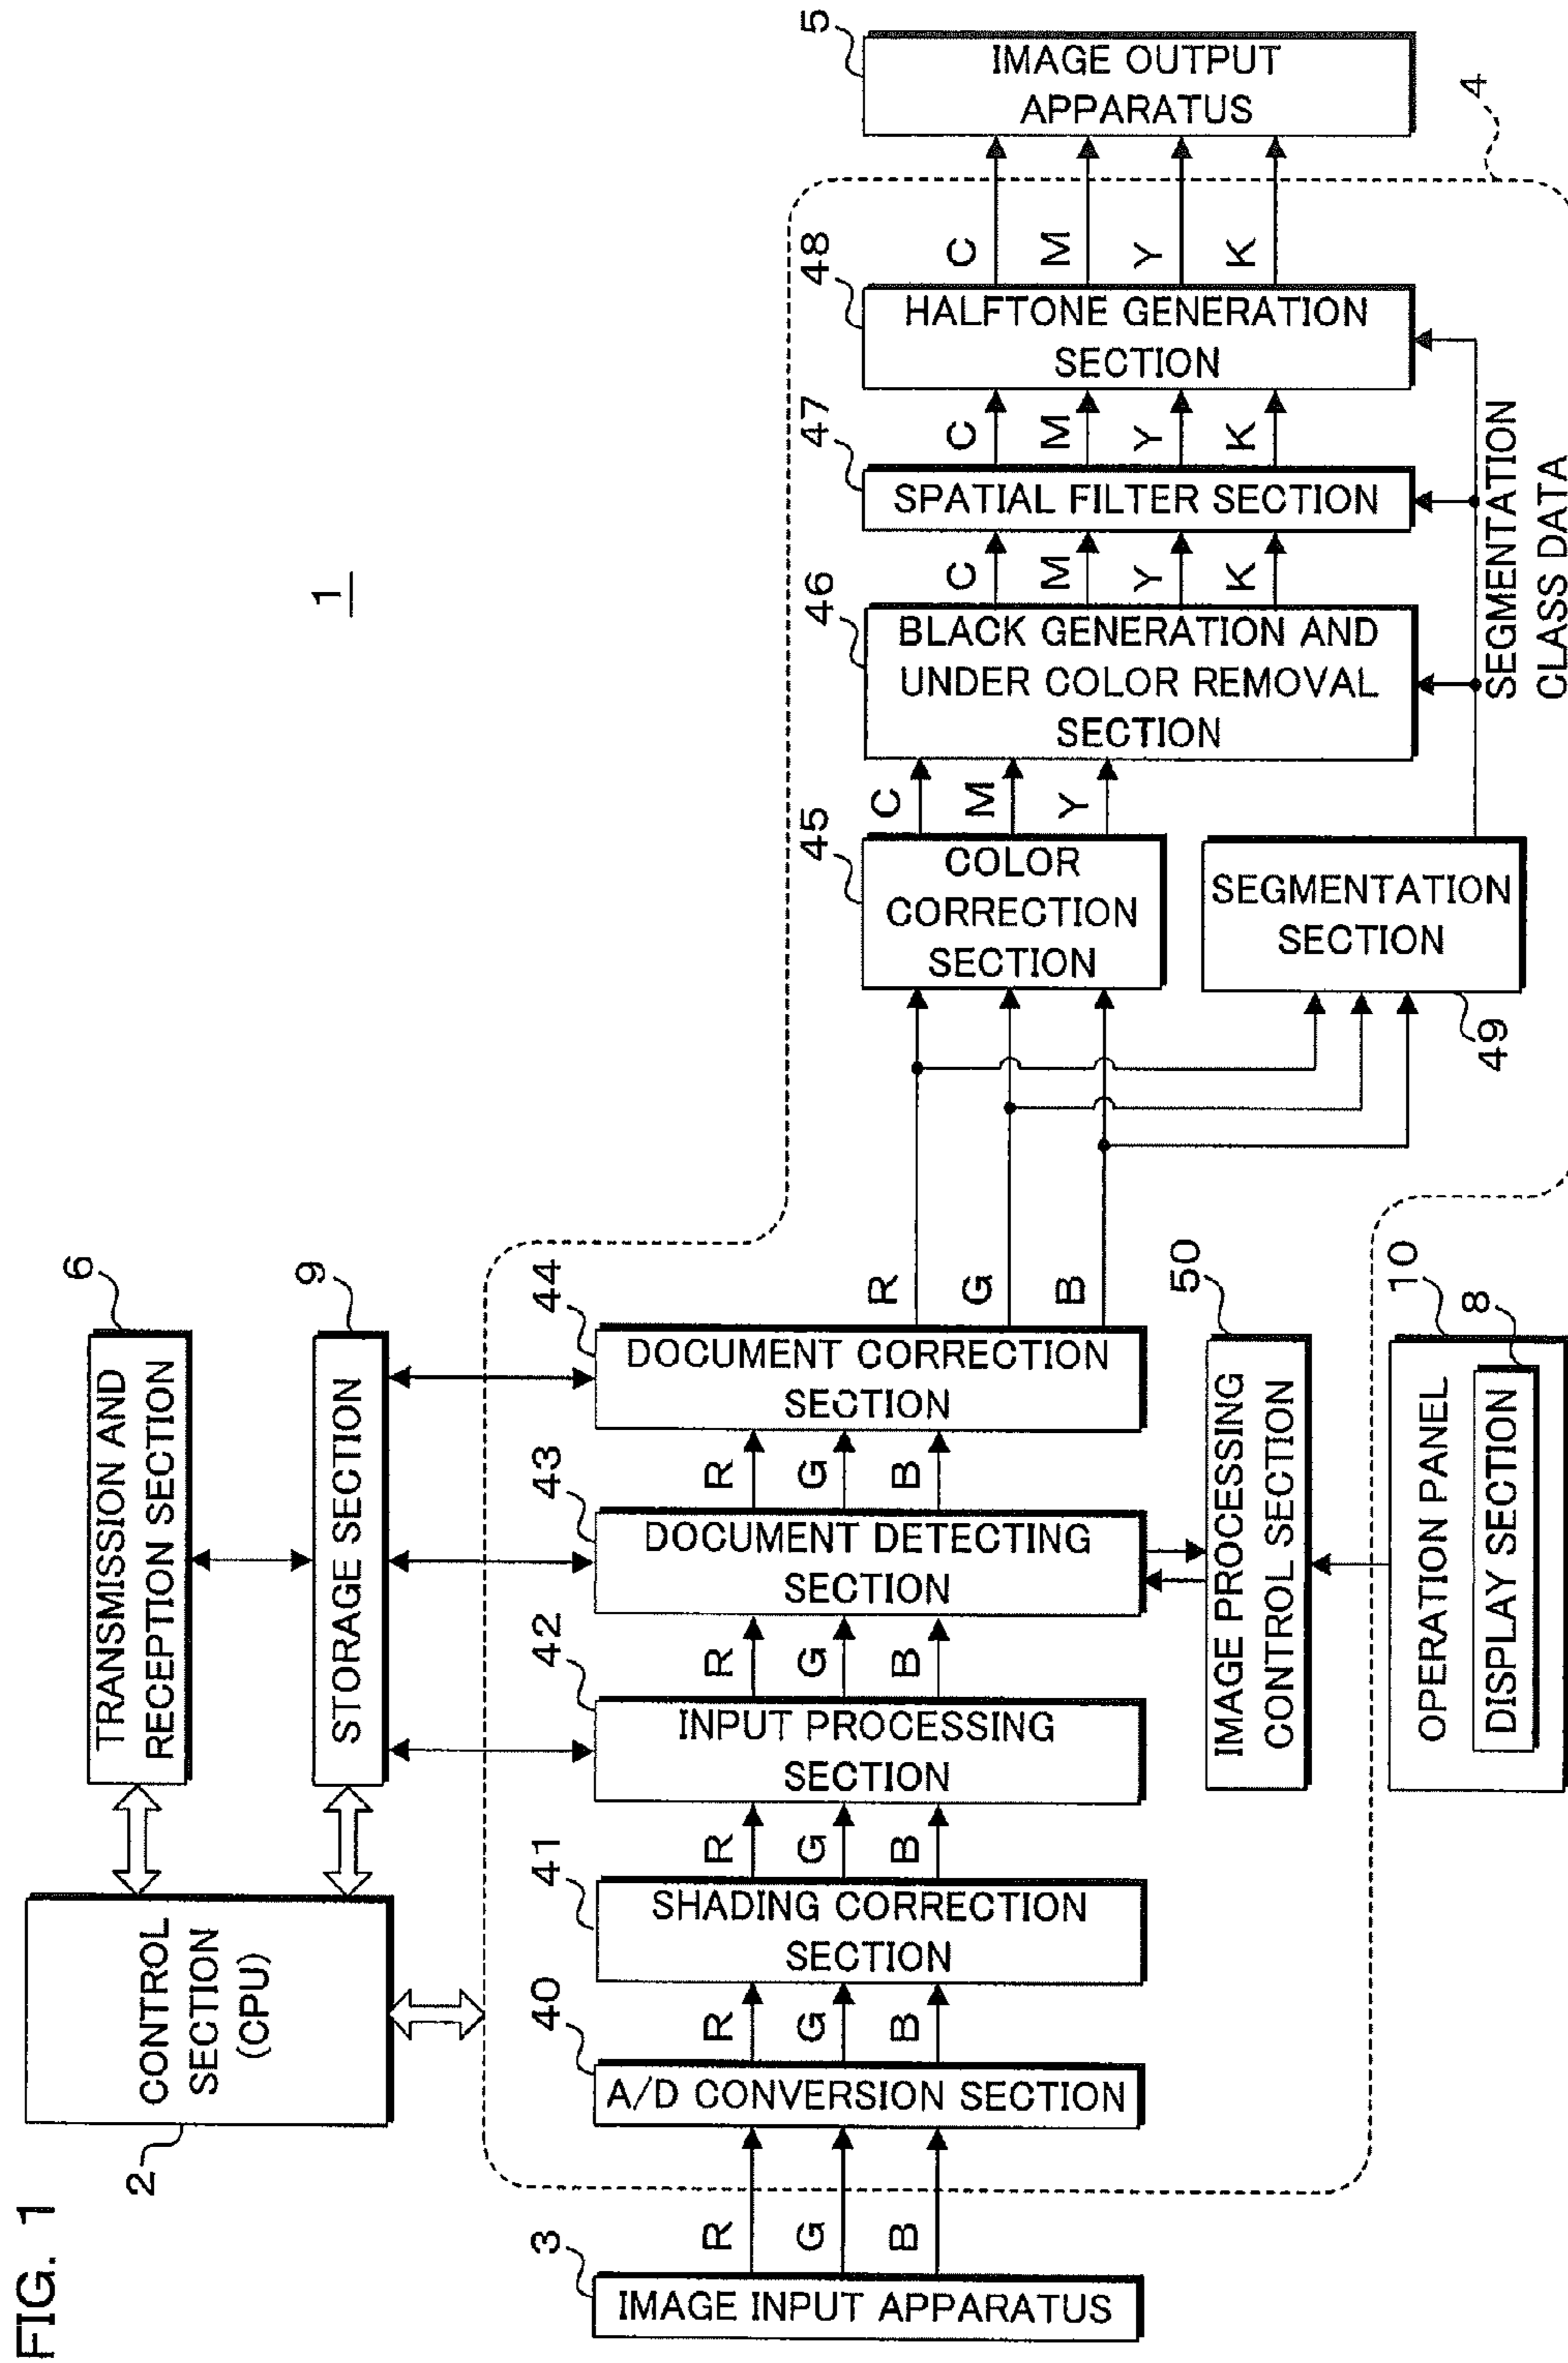 FIG. 1
1
2
CONTROL
SECTION
(CPU)
6
TRANSMISSION AND
RECEPTION SECTION
9
STORAGE SECTION
3
IMAGE INPUT APPARATUS
R
G
B
40
A/D CONVERSION SECTION
R
G
B
41
SHADING CORRECTION
SECTION
R
G
B
42
INPUT PROCESSING
SECTION
R
G
B
43
DOCUMENT DETECTING
SECTION
R
G
B
44
DOCUMENT CORRECTION
SECTION
R
G
B
50
IMAGE PROCESSING
CONTROL SECTION
10
OPERATION PANEL
8
DISPLAY SECTION
45
COLOR
CORRECTION
SECTION
49
SEGMENTATION
SECTION
C
M
Y
46
BLACK GENERATION AND
UNDER COLOR REMOVAL
SECTION
SEGMENTATION
CLASS DATA
C
M
Y
K
47
SPATIAL FILTER SECTION
C
M
Y
K
48
HALFTONE GENERATION
SECTION
C
M
Y
K
4
5
IMAGE OUTPUT
APPARATUS